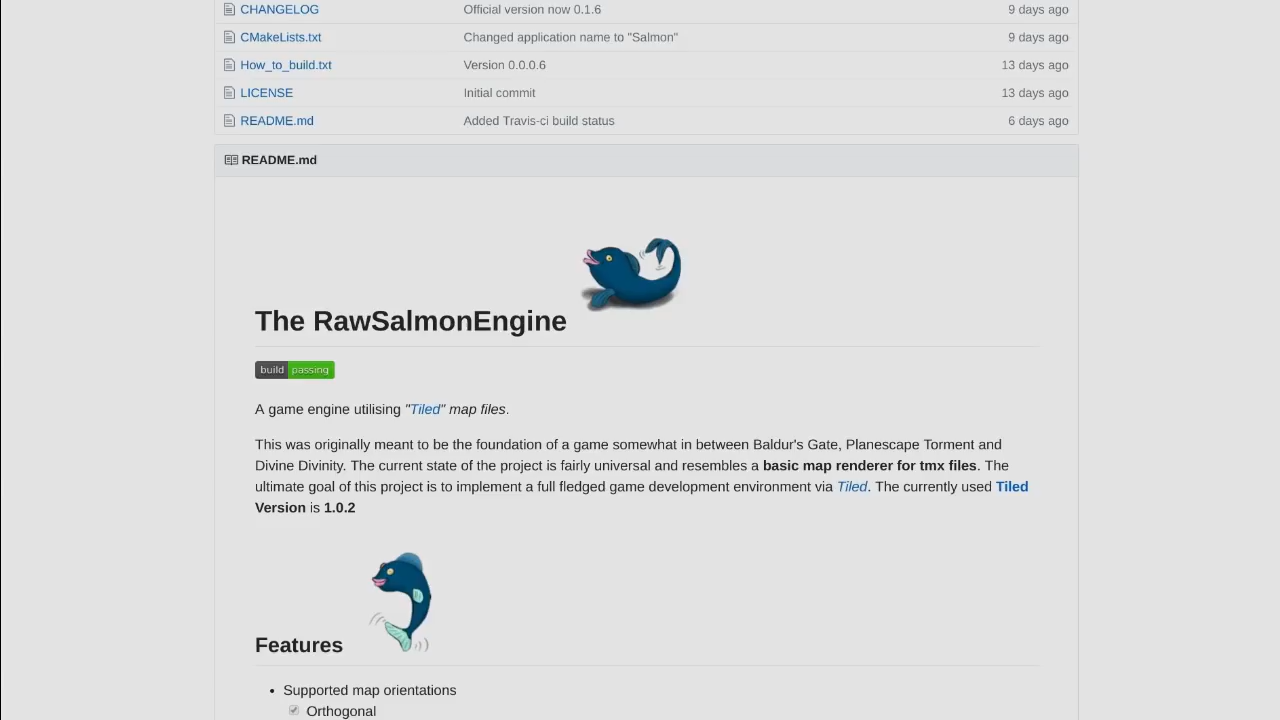 CHANGELOG Official version now 0.1.6 9 days ago
CMakeLists.txt Changed application name to "Salmon" 9 days ago
How_to_build.txt Version 0.0.0.6 13 days ago
LICENSE Initial commit 13 days ago
README.md Added Travis-ci build status 6 days ago
README.md
The RawSalmonEngine
build passing
A game engine utilising "Tiled" map files.
This was originally meant to be the foundation of a game somewhat in between Baldur's Gate, Planescape Torment and
Divine Divinity. The current state of the project is fairly universal and resembles a basic map renderer for tmx files. The
ultimate goal of this project is to implement a full fledged game development environment via Tiled. The currently used Tiled
Version is 1.0.2
Features
• Supported map orientations
Orthogonal